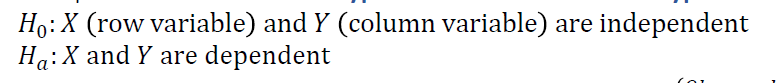 H₀: X (row variable) and Y (column variable) are independent
Hₐ: X and Y are dependent